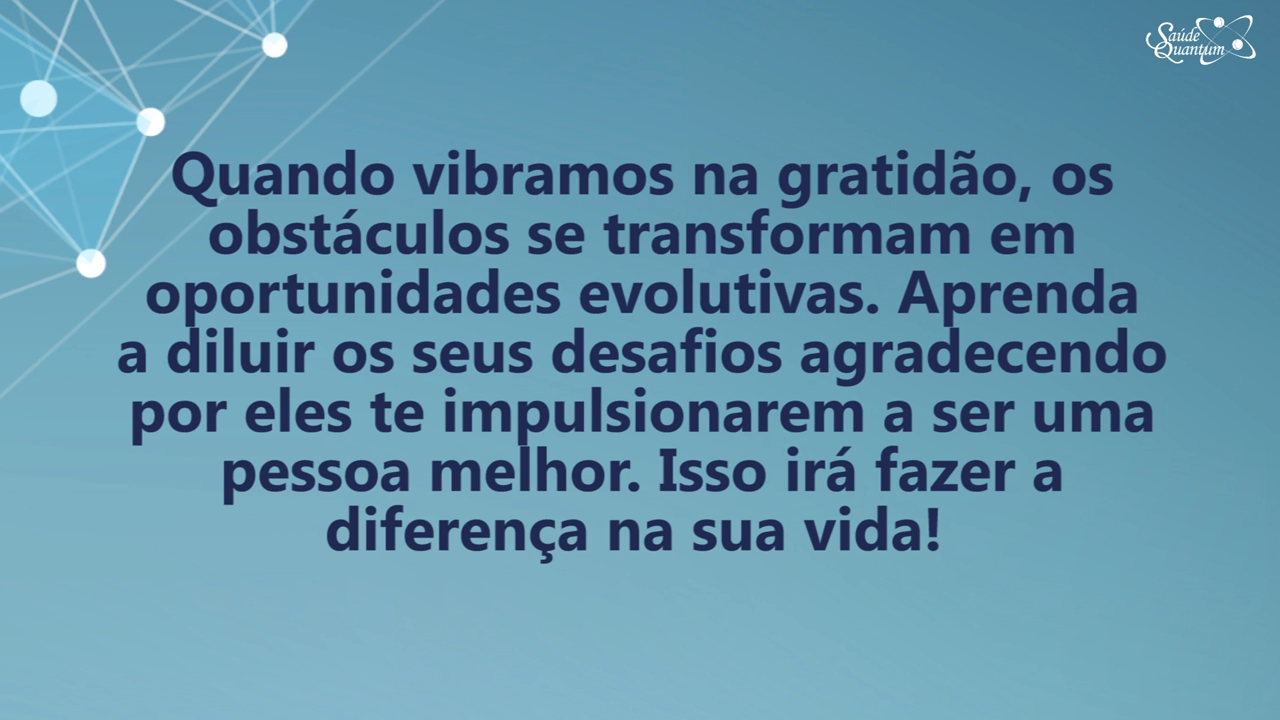 Saúde
Quantum
Quando vibramos na gratidão, os
obstáculos se transformam em
oportunidades evolutivas. Aprenda
a diluir os seus desafios agradecendo
por eles te impulsionarem a ser uma
pessoa melhor. Isso irá fazer a
diferença na sua vida!